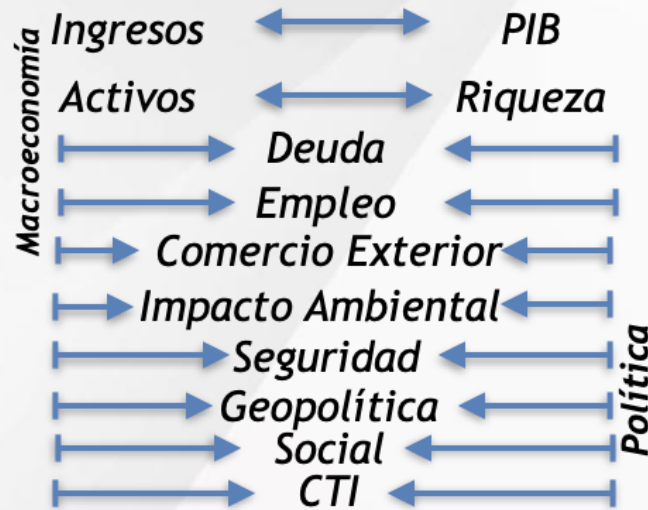 Macroeconomía
Ingresos PIB
Activos Riqueza
Deuda
Empleo
Comercio Exterior
Impacto Ambiental
Seguridad
Geopolítica
Social
CTI
Política